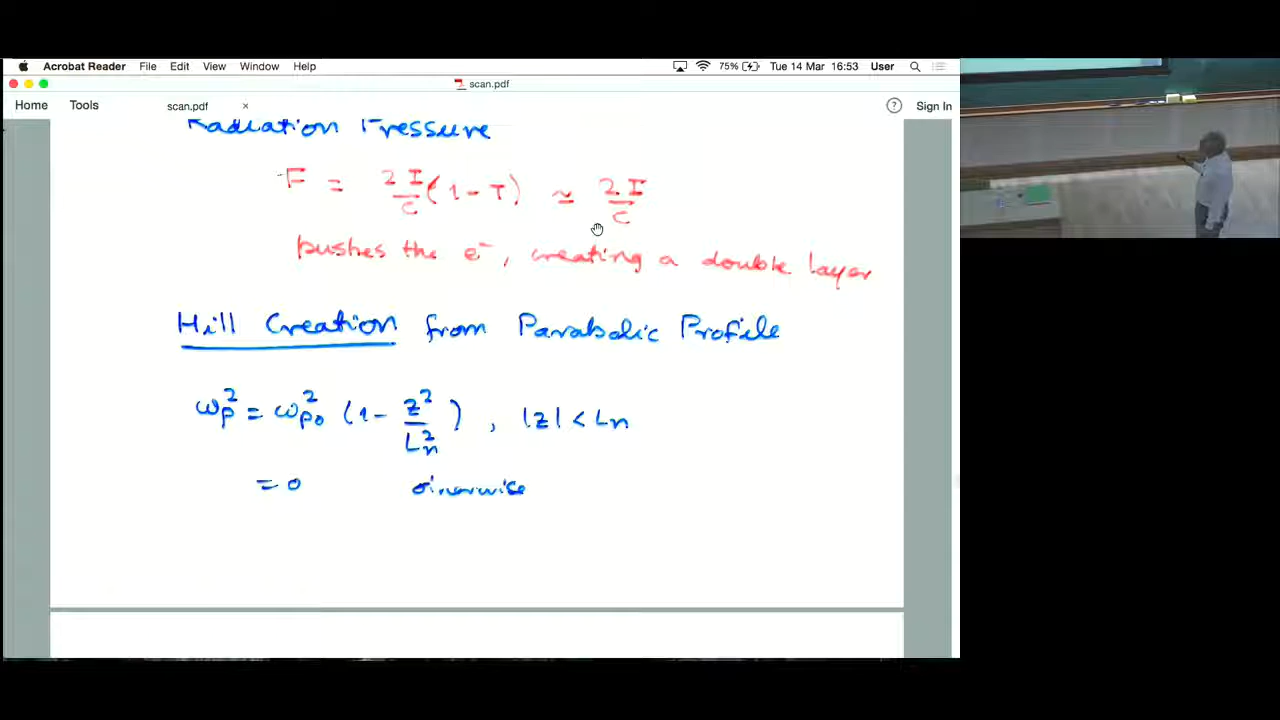 Acrobat Reader File Edit View Window Help 75% Tue 14 Mar 16:53 User
scan.pdf
Home Tools scan.pdf × ? Sign In
Radiation Pressure
F = 2I/c (1-T) ≃ 2I/c
pushes the e⁻, creating a double layer
Hill Creation from Parabolic Profile
ωp² = ωp0² (1 - z²/Ln²), |z| < Ln
= 0 otherwise